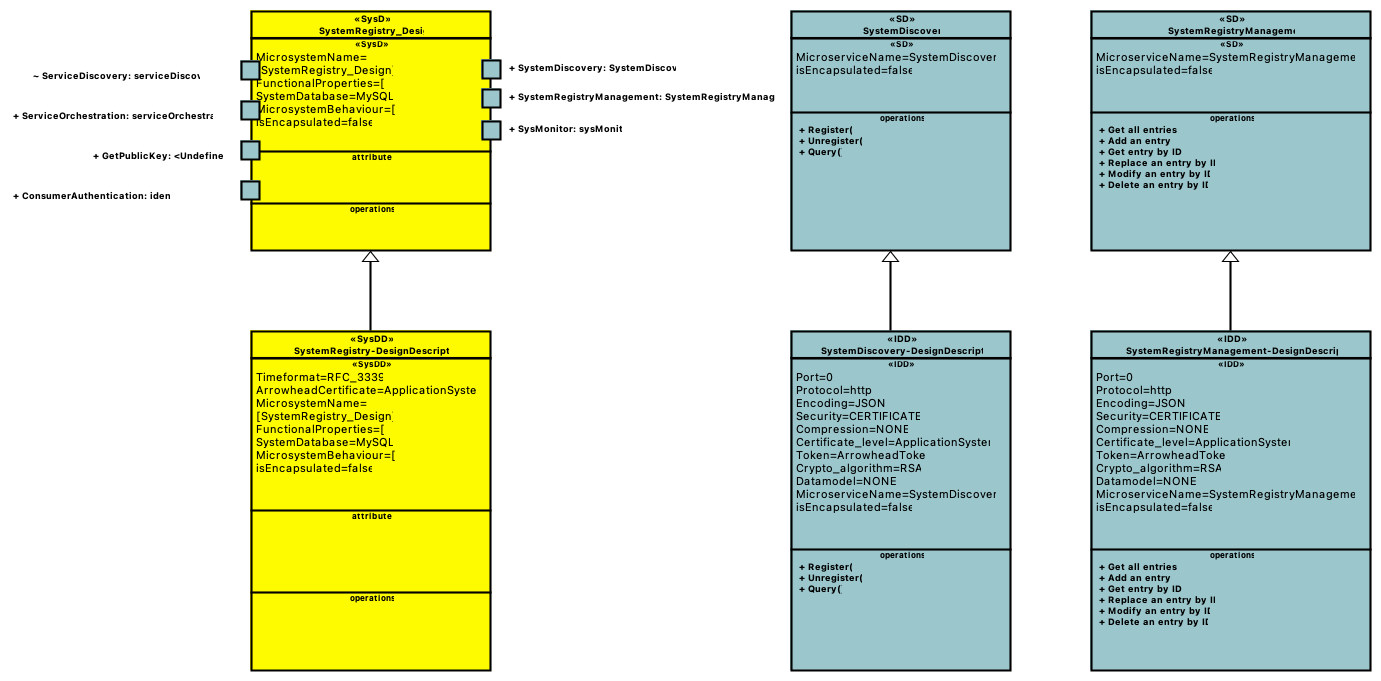 «SysD»
SystemRegistry_Desi
«SysD»
MicrosystemName=
[SystemRegistry_Design]
FunctionalProperties=[
SystemDatabase=MySQL
MicrosystemBehaviour=[
isEncapsulated=false
attribute
operations
~ ServiceDiscovery: serviceDiscov
+ ServiceOrchestration: serviceOrchestra
+ GetPublicKey: <Undefine
+ ConsumerAuthentication: iden
+ SystemDiscovery: SystemDiscov
+ SystemRegistryManagement: SystemRegistryManag
+ SysMonitor: sysMonit
«SD»
SystemDiscover
«SD»
MicroserviceName=SystemDiscover
isEncapsulated=false
operations
+ Register(
+ Unregister(
+ Query(
«SD»
SystemRegistryManagem
«SD»
MicroserviceName=SystemRegistryManageme
isEncapsulated=false
operations
+ Get all entries
+ Add an entry
+ Get entry by ID
+ Replace an entry by ID
+ Modify an entry by ID
+ Delete an entry by ID
«SysDD»
SystemRegistry-DesignDescript
«SysDD»
Timeformat=RFC_3339
ArrowheadCertificate=ApplicationSyste
MicrosystemName=
[SystemRegistry_Design]
FunctionalProperties=[
SystemDatabase=MySQL
MicrosystemBehaviour=[
isEncapsulated=false
attribute
operations
«IDD»
SystemDiscovery-DesignDescript
«IDD»
Port=0
Protocol=http
Encoding=JSON
Security=CERTIFICATE
Compression=NONE
Certificate_level=ApplicationSystem
Token=ArrowheadToke
Crypto_algorithm=RSA
Datamodel=NONE
MicroserviceName=SystemDiscover
isEncapsulated=false
operations
+ Register(
+ Unregister(
+ Query(
«IDD»
SystemRegistryManagement-DesignDescrip
«IDD»
Port=0
Protocol=http
Encoding=JSON
Security=CERTIFICATE
Compression=NONE
Certificate_level=ApplicationSystem
Token=ArrowheadToke
Crypto_algorithm=RSA
Datamodel=NONE
MicroserviceName=SystemRegistryManageme
isEncapsulated=false
operations
+ Get all entries
+ Add an entry
+ Get entry by ID
+ Replace an entry by ID
+ Modify an entry by ID
+ Delete an entry by ID